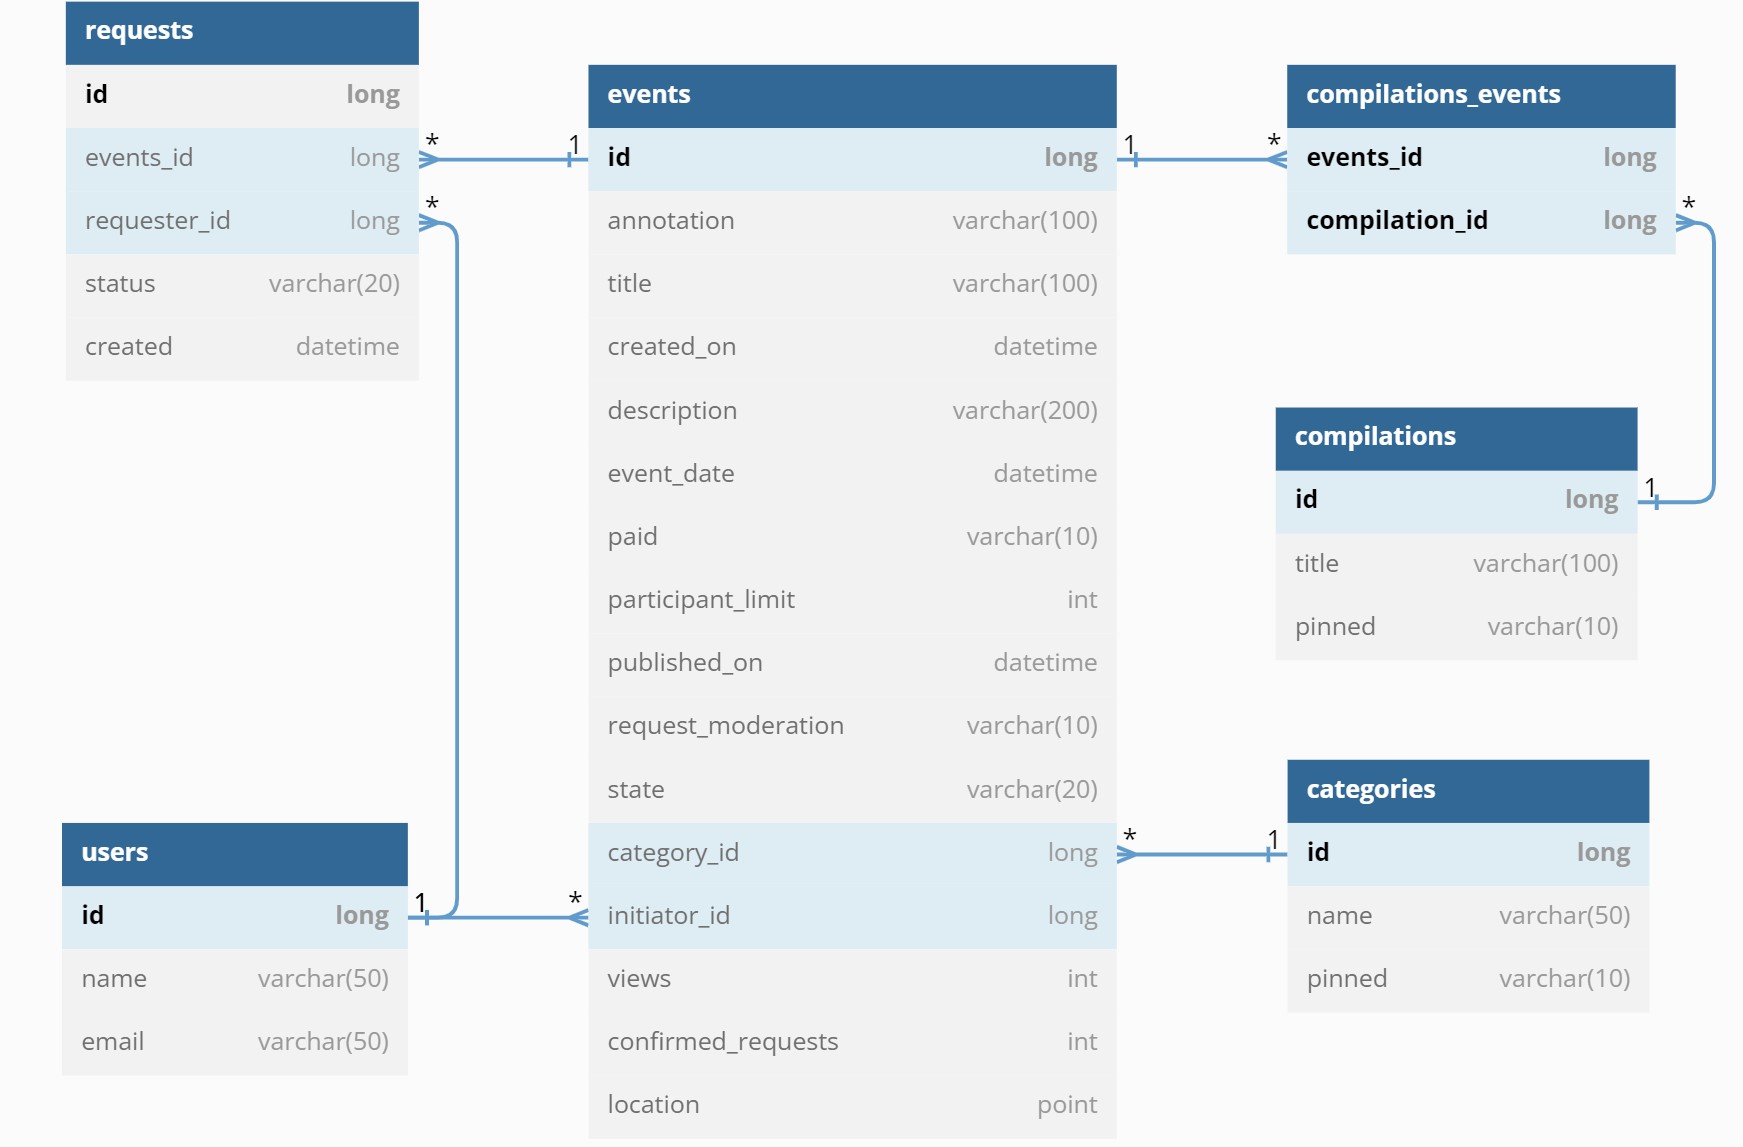 requests
id long
events_id long
requester_id long
status varchar(20)
created datetime
* 1
*
events
id long
annotation varchar(100)
title varchar(100)
created_on datetime
description varchar(200)
event_date datetime
paid varchar(10)
participant_limit int
published_on datetime
request_moderation varchar(10)
state varchar(20)
category_id long
initiator_id long
views int
confirmed_requests int
location point
1 *
compilations_events
events_id long
compilation_id long
*
compilations
id long
title varchar(100)
pinned varchar(10)
1
* 1
categories
id long
name varchar(50)
pinned varchar(10)
users
id long
name varchar(50)
email varchar(50)
1 *